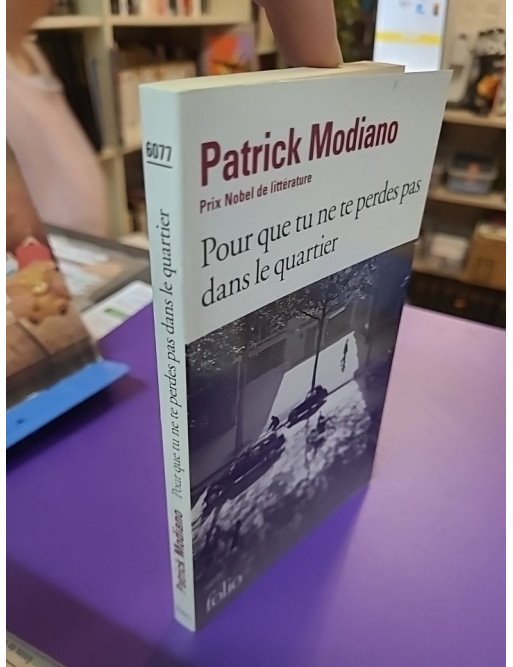 Patrick Modiano
Prix Nobel de littérature
Pour que tu ne te perdes pas
dans le quartier
folio
6077
Pour que tu ne te perdes pas dans le quartier
Patrick Modiano